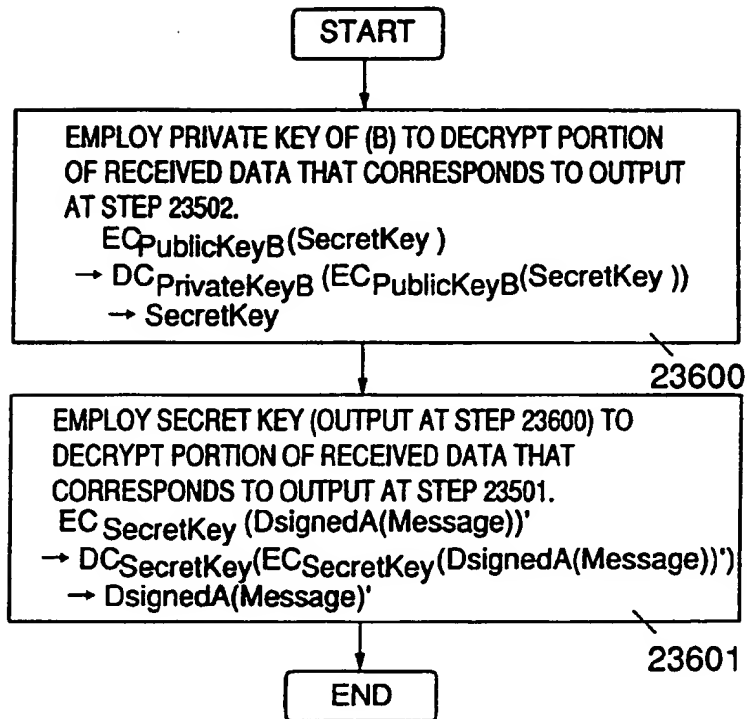 START
EMPLOY PRIVATE KEY OF (B) TO DECRYPT PORTION
OF RECEIVED DATA THAT CORRESPONDS TO OUTPUT
AT STEP 23502.
ECPublicKeyB(SecretKey )
→ DCPrivateKeyB (ECPublicKeyB(SecretKey ))
→ SecretKey
23600
EMPLOY SECRET KEY (OUTPUT AT STEP 23600) TO
DECRYPT PORTION OF RECEIVED DATA THAT
CORRESPONDS TO OUTPUT AT STEP 23501.
EC SecretKey (DsignedA(Message))'
→ DCSecretKey(ECSecretKey(DsignedA(Message))')
→ DsignedA(Message)'
23601
END